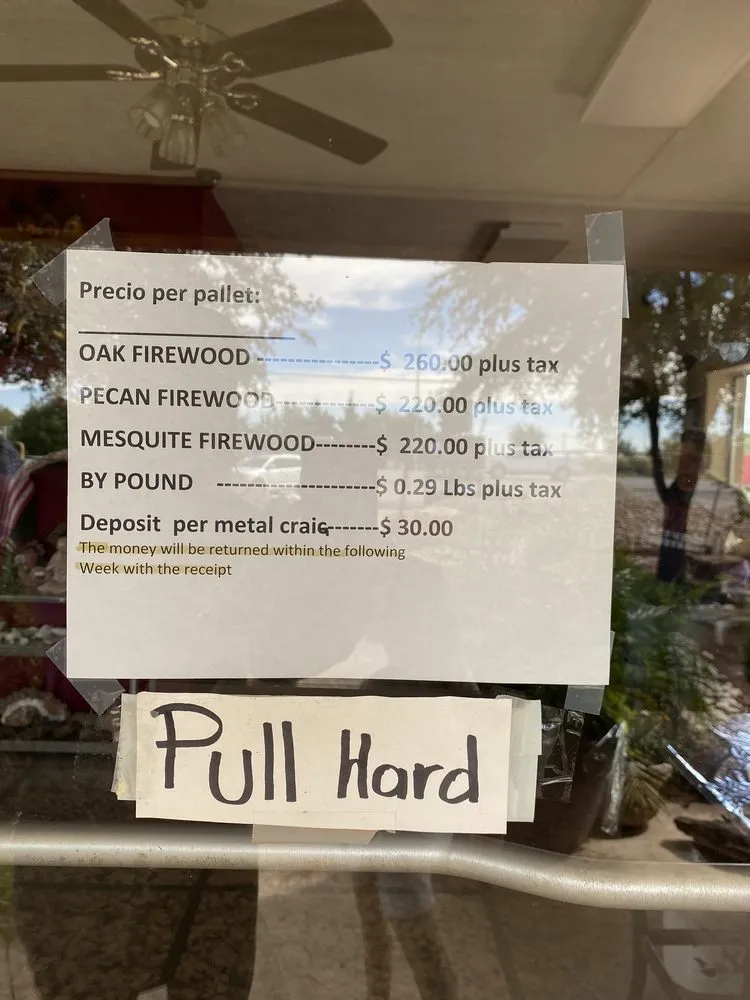 Precio per pallet:
OAK FIREWOOD ----------------$ 260.00 plus tax
PECAN FIREWOOD-------------$ 220.00 plus tax
MESQUITE FIREWOOD--------$ 220.00 plus tax
BY POUND ---------------------$ 0.29 Lbs plus tax
Deposit per metal craic-------$ 30.00
The money will be returned within the following
Week with the receipt
Pull Hard